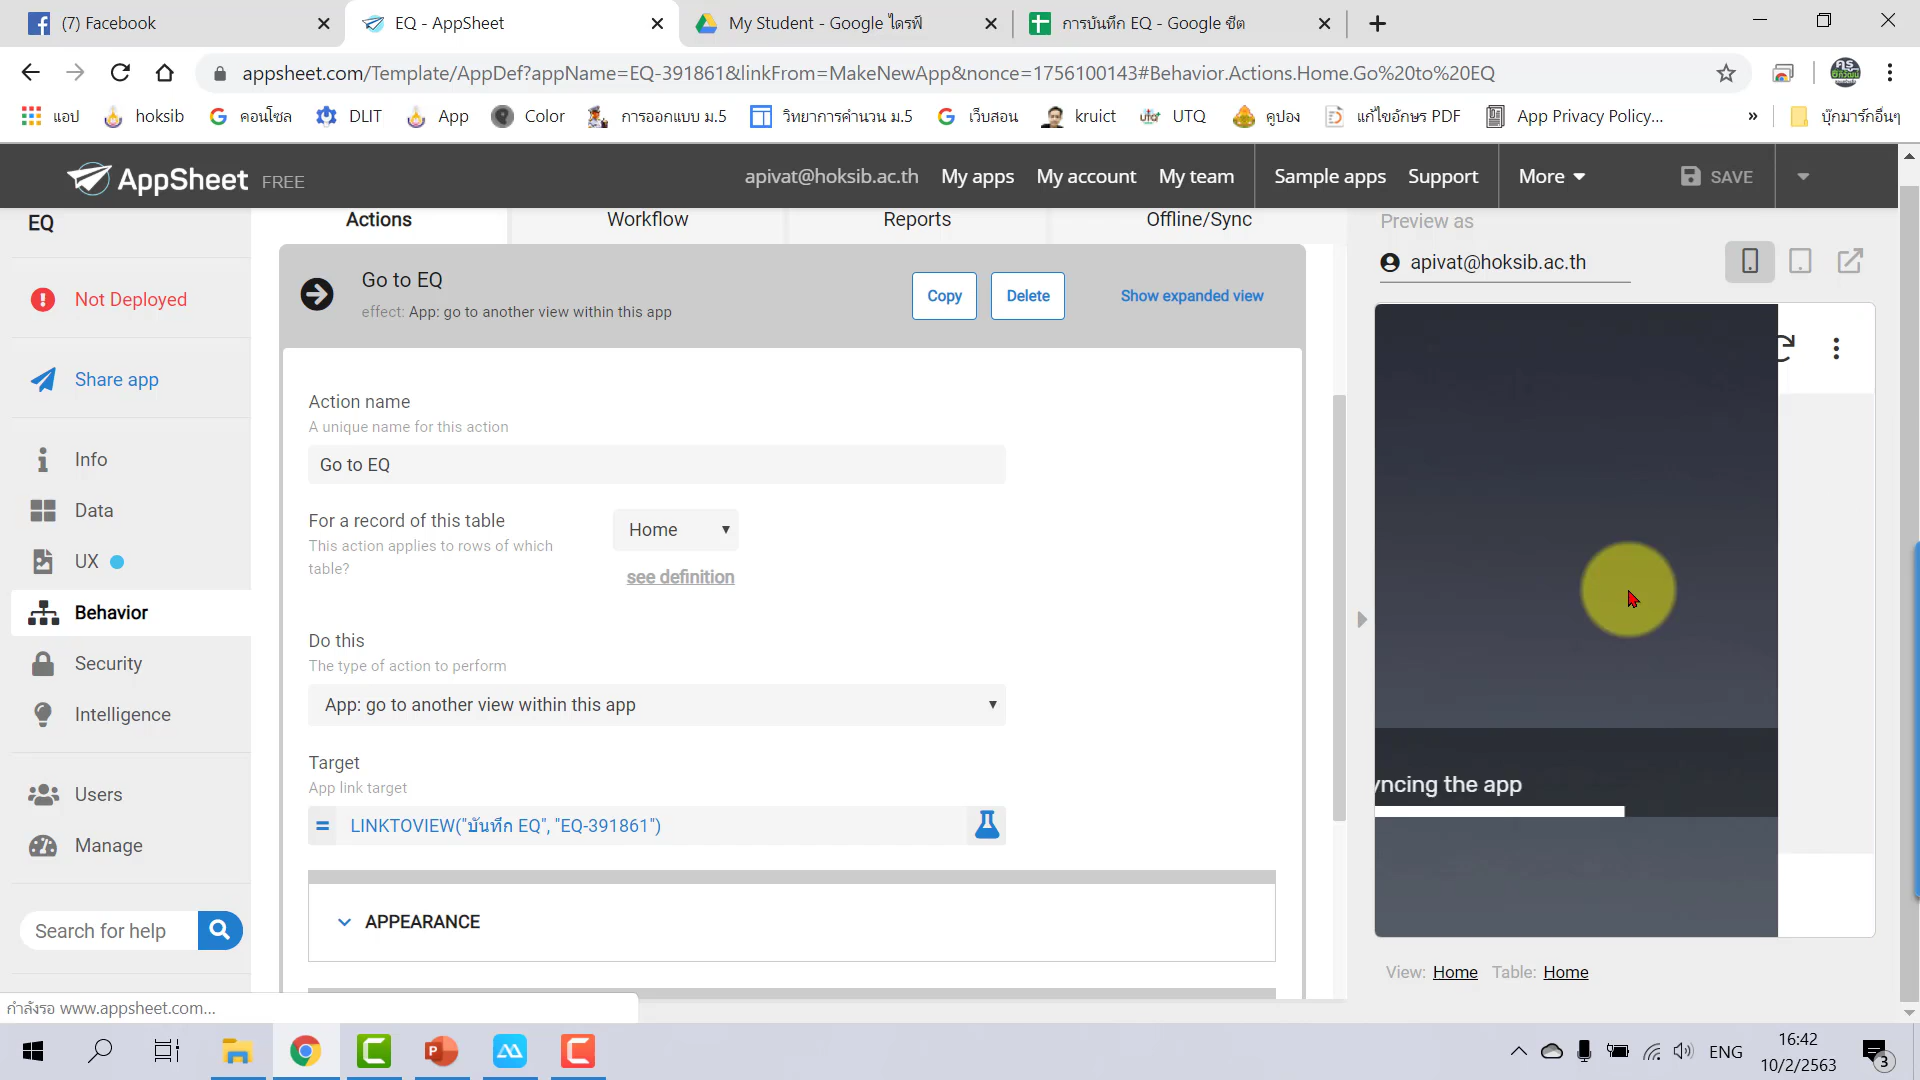 (7) Facebook
EQ - AppSheet
My Student - Google ไดรฟ์
การบันทึก EQ - Google ชีต
appsheet.com/Template/AppDef?appName=EQ-391861&linkFrom=MakeNewApp&nonce=1756100143#Behavior.Actions.Home.Go%20to%20EQ
แอป
hoksib
คอนโซล
DLIT
App
Color
การออกแบบ ม.5
วิทยาการคำนวน ม.5
เว็บสอน
kruict
UTQ
คูปอง
แก้ไขอักษร PDF
App Privacy Policy...
»
บุ๊กมาร์กอื่นๆ
AppSheet FREE
apivat@hoksib.ac.th
My apps
My account
My team
Sample apps
Support
More
SAVE
EQ
Not Deployed
Share app
Info
Data
UX
Behavior
Security
Intelligence
Users
Manage
Search for help
Actions
Workflow
Reports
Offline/Sync
Go to EQ
effect: App: go to another view within this app
Copy
Delete
Show expanded view
Action name
A unique name for this action
Go to EQ
For a record of this table
This action applies to rows of which
table?
Home
see definition
Do this
The type of action to perform
App: go to another view within this app
Target
App link target
= LINKTOVIEW("บันทึก EQ", "EQ-391861")
APPEARANCE
Preview as
apivat@hoksib.ac.th
yncing the app
View: Home Table: Home
กำลังรอ www.appsheet.com...
ENG
16:42
10/2/2563
3